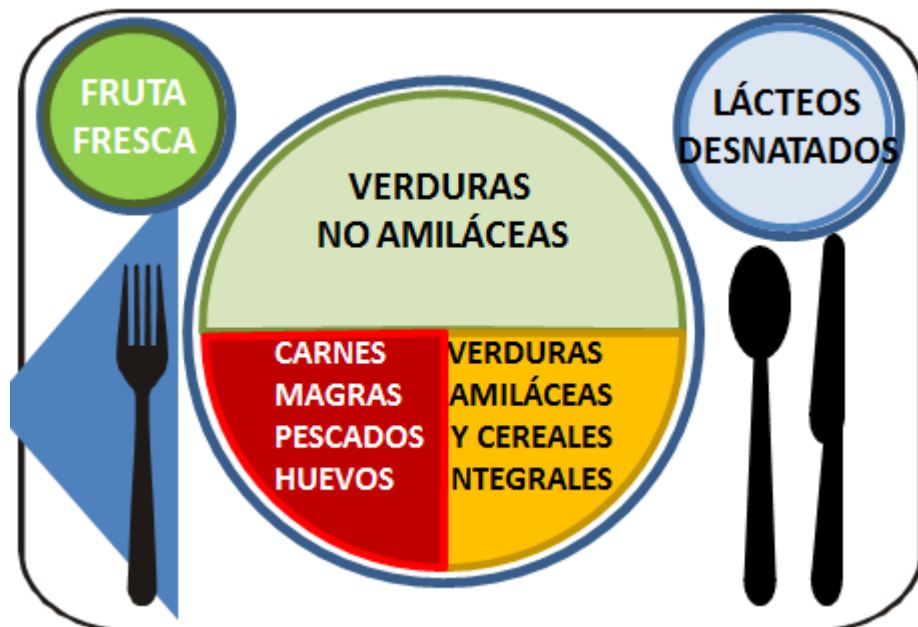 FRUTA
FRESCA
LÁCTEOS
DESNATADOS
VERDURAS
NO AMILÁCEAS
CARNES
MAGRAS
PESCADOS
HUEVOS
VERDURAS
AMILÁCEAS
Y CEREALES
NTEGRALES